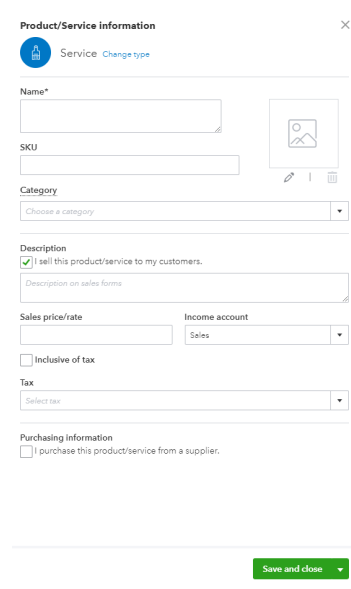 Product/Service information
Service Change type
Name*
SKU
Category
Choose a category
Description
I sell this product/service to my customers.
Description on sales forms
Sales price/rate Income account
Sales
Inclusive of tax
Tax
Select tax
Purchasing information
I purchase this product/service from a supplier.
Save and close